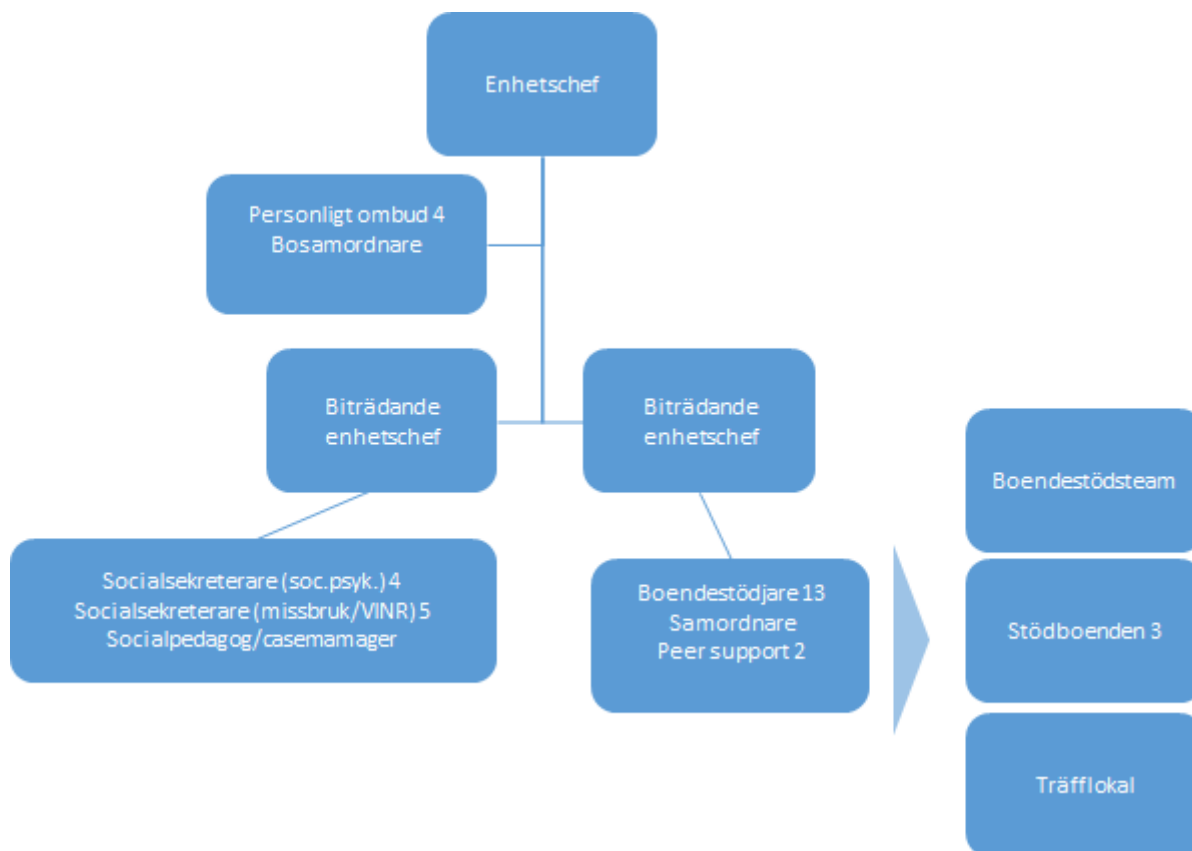 Enhetschef
Personligt ombud 4
Bosamordnare
Biträdande
enhetschef
Biträdande
enhetschef
Socialsekreterare (soc.psyk.) 4
Socialsekreterare (missbruk/VINR) 5
Socialpedagog/casemamager
Boendestödjare 13
Samordnare
Peer support 2
Boendestödsteam
Stödboenden 3
Träfflokal